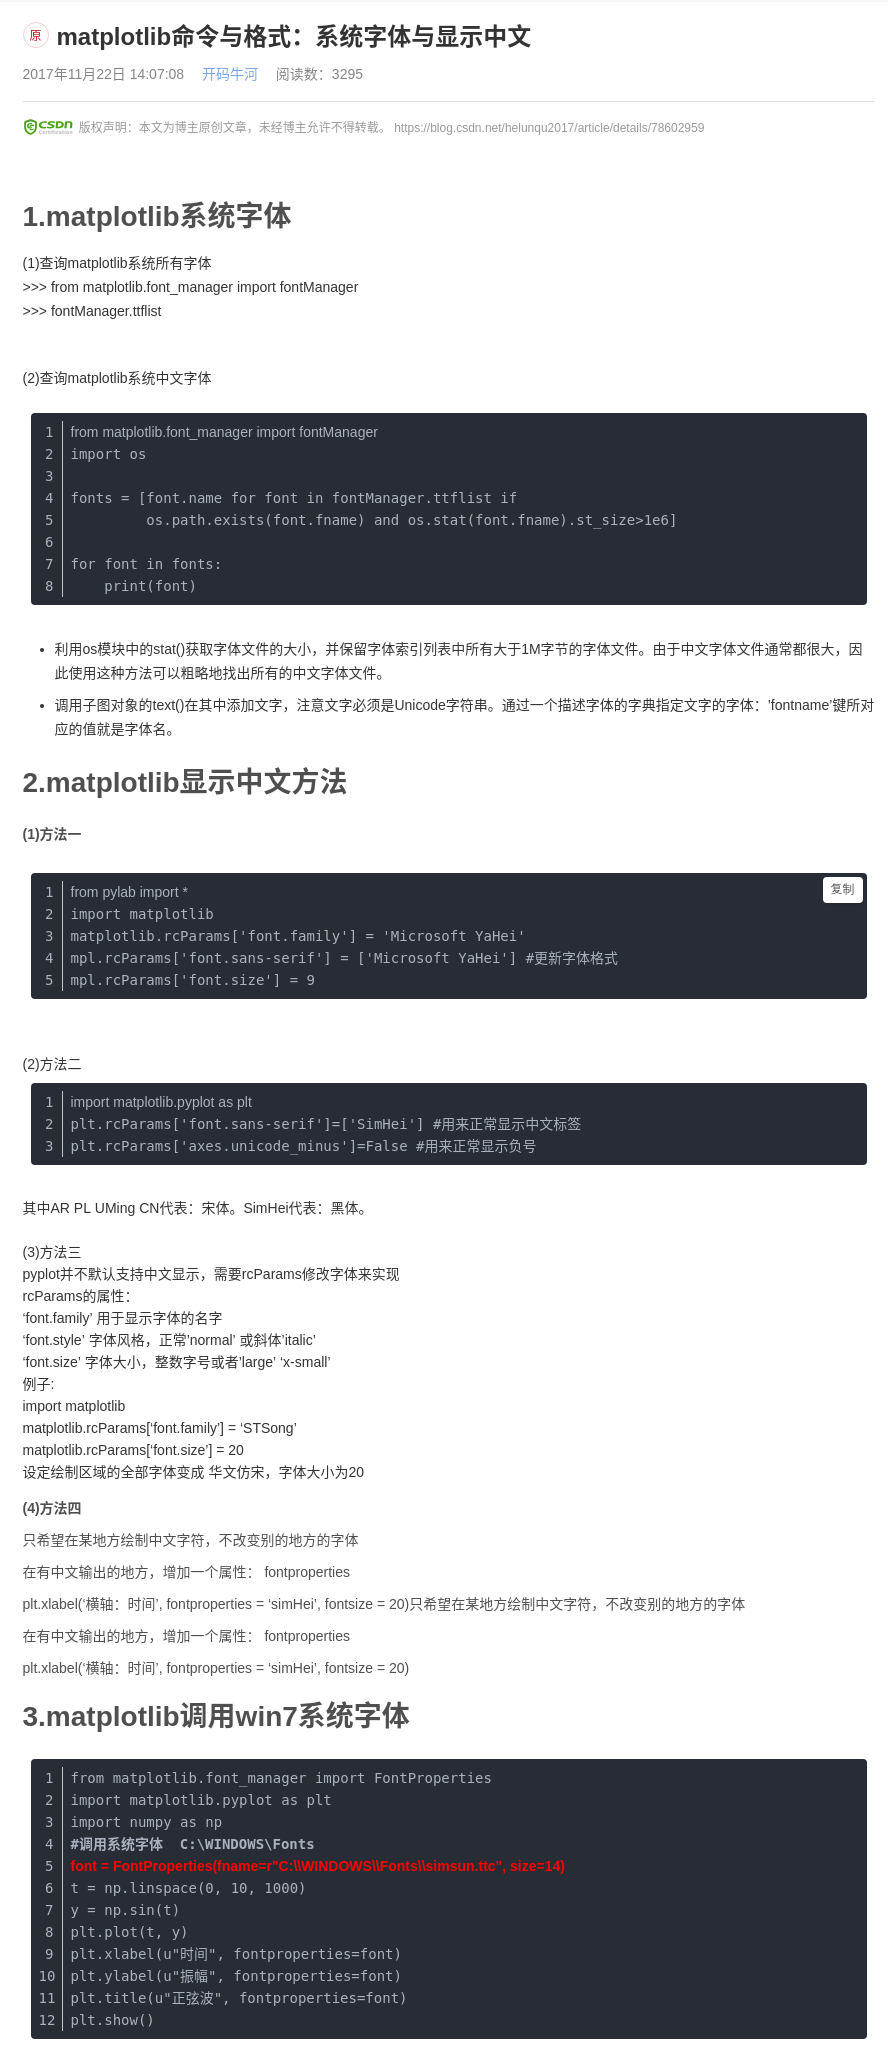 原 matplotlib命令与格式：系统字体与显示中文
2017年11月22日 14:07:08 开码牛河 阅读数：3295
CSDN Certification 版权声明：本文为博主原创文章，未经博主允许不得转载。 https://blog.csdn.net/helunqu2017/article/details/78602959
1.matplotlib系统字体
(1)查询matplotlib系统所有字体
>>> from matplotlib.font_manager import fontManager
>>> fontManager.ttflist
(2)查询matplotlib系统中文字体
1 from matplotlib.font_manager import fontManager
2 import os
3
4 fonts = [font.name for font in fontManager.ttflist if
5          os.path.exists(font.fname) and os.stat(font.fname).st_size>1e6]
6
7 for font in fonts:
8     print(font)
• 利用os模块中的stat()获取字体文件的大小，并保留字体索引列表中所有大于1M字节的字体文件。由于中文字体文件通常都很大，因
此使用这种方法可以粗略地找出所有的中文字体文件。
• 调用子图对象的text()在其中添加文字，注意文字必须是Unicode字符串。通过一个描述字体的字典指定文字的字体：’fontname’键所对
应的值就是字体名。
2.matplotlib显示中文方法
(1)方法一
1 from pylab import *
复制
2 import matplotlib
3 matplotlib.rcParams['font.family'] = 'Microsoft YaHei'
4 mpl.rcParams['font.sans-serif'] = ['Microsoft YaHei'] #更新字体格式
5 mpl.rcParams['font.size'] = 9
(2)方法二
1 import matplotlib.pyplot as plt
2 plt.rcParams['font.sans-serif']=['SimHei'] #用来正常显示中文标签
3 plt.rcParams['axes.unicode_minus']=False #用来正常显示负号
其中AR PL UMing CN代表：宋体。SimHei代表：黑体。
(3)方法三
pyplot并不默认支持中文显示，需要rcParams修改字体来实现
rcParams的属性：
‘font.family’ 用于显示字体的名字
‘font.style’ 字体风格，正常’normal’ 或斜体’italic’
‘font.size’ 字体大小，整数字号或者’large’ ‘x-small’
例子:
import matplotlib
matplotlib.rcParams[‘font.family’] = ‘STSong’
matplotlib.rcParams[‘font.size’] = 20
设定绘制区域的全部字体变成 华文仿宋，字体大小为20
(4)方法四
只希望在某地方绘制中文字符，不改变别的地方的字体
在有中文输出的地方，增加一个属性： fontproperties
plt.xlabel(‘横轴：时间’, fontproperties = ‘simHei’, fontsize = 20)只希望在某地方绘制中文字符，不改变别的地方的字体
在有中文输出的地方，增加一个属性： fontproperties
plt.xlabel(‘横轴：时间’, fontproperties = ‘simHei’, fontsize = 20)
3.matplotlib调用win7系统字体
1 from matplotlib.font_manager import FontProperties
2 import matplotlib.pyplot as plt
3 import numpy as np
4 #调用系统字体  C:\WINDOWS\Fonts
5 font = FontProperties(fname=r"C:\\WINDOWS\\Fonts\\simsun.ttc", size=14)
6 t = np.linspace(0, 10, 1000)
7 y = np.sin(t)
8 plt.plot(t, y)
9 plt.xlabel(u"时间", fontproperties=font)
10 plt.ylabel(u"振幅", fontproperties=font)
11 plt.title(u"正弦波", fontproperties=font)
12 plt.show()